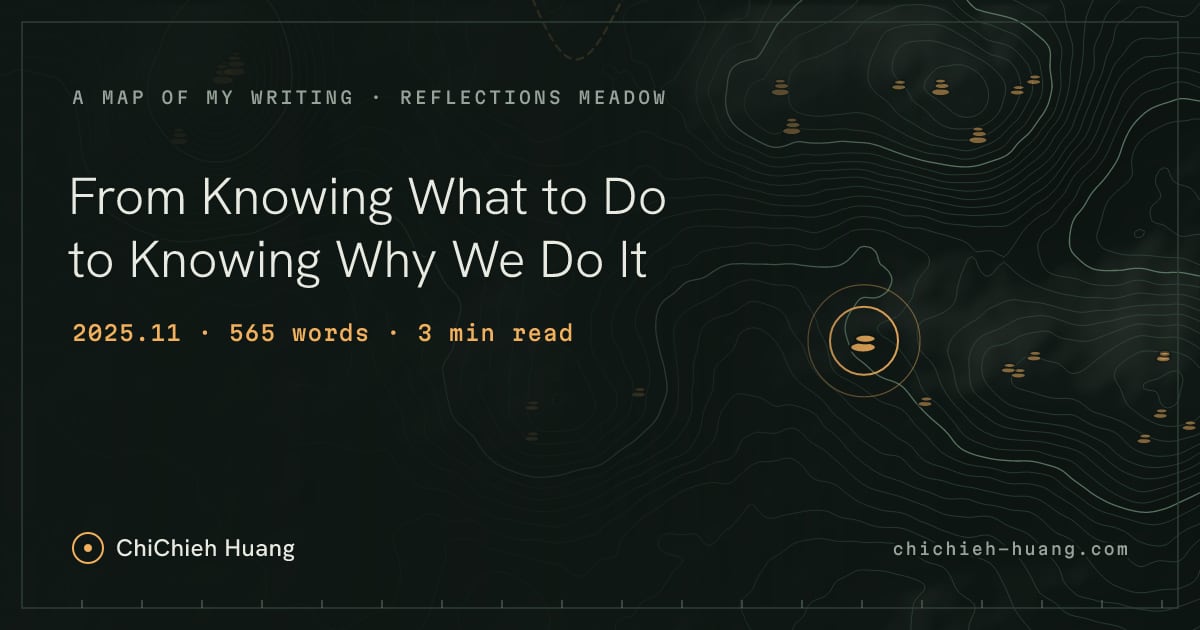 A MAP OF MY WRITING · REFLECTIONS MEADOW
From Knowing What to Do
to Knowing Why We Do It
2025.11 · 565 words · 3 min read
ChiChieh Huang
chichieh-huang.com